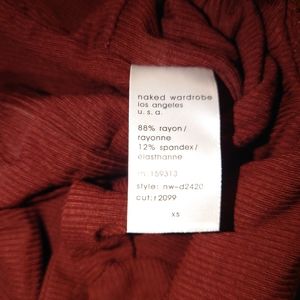 naked wardrobe
los angeles
u. s. a.
88% rayon/
rayonne
12% spandex/
elasthanne
rn 159313
style: nw-d2420
cut: r2099
xs